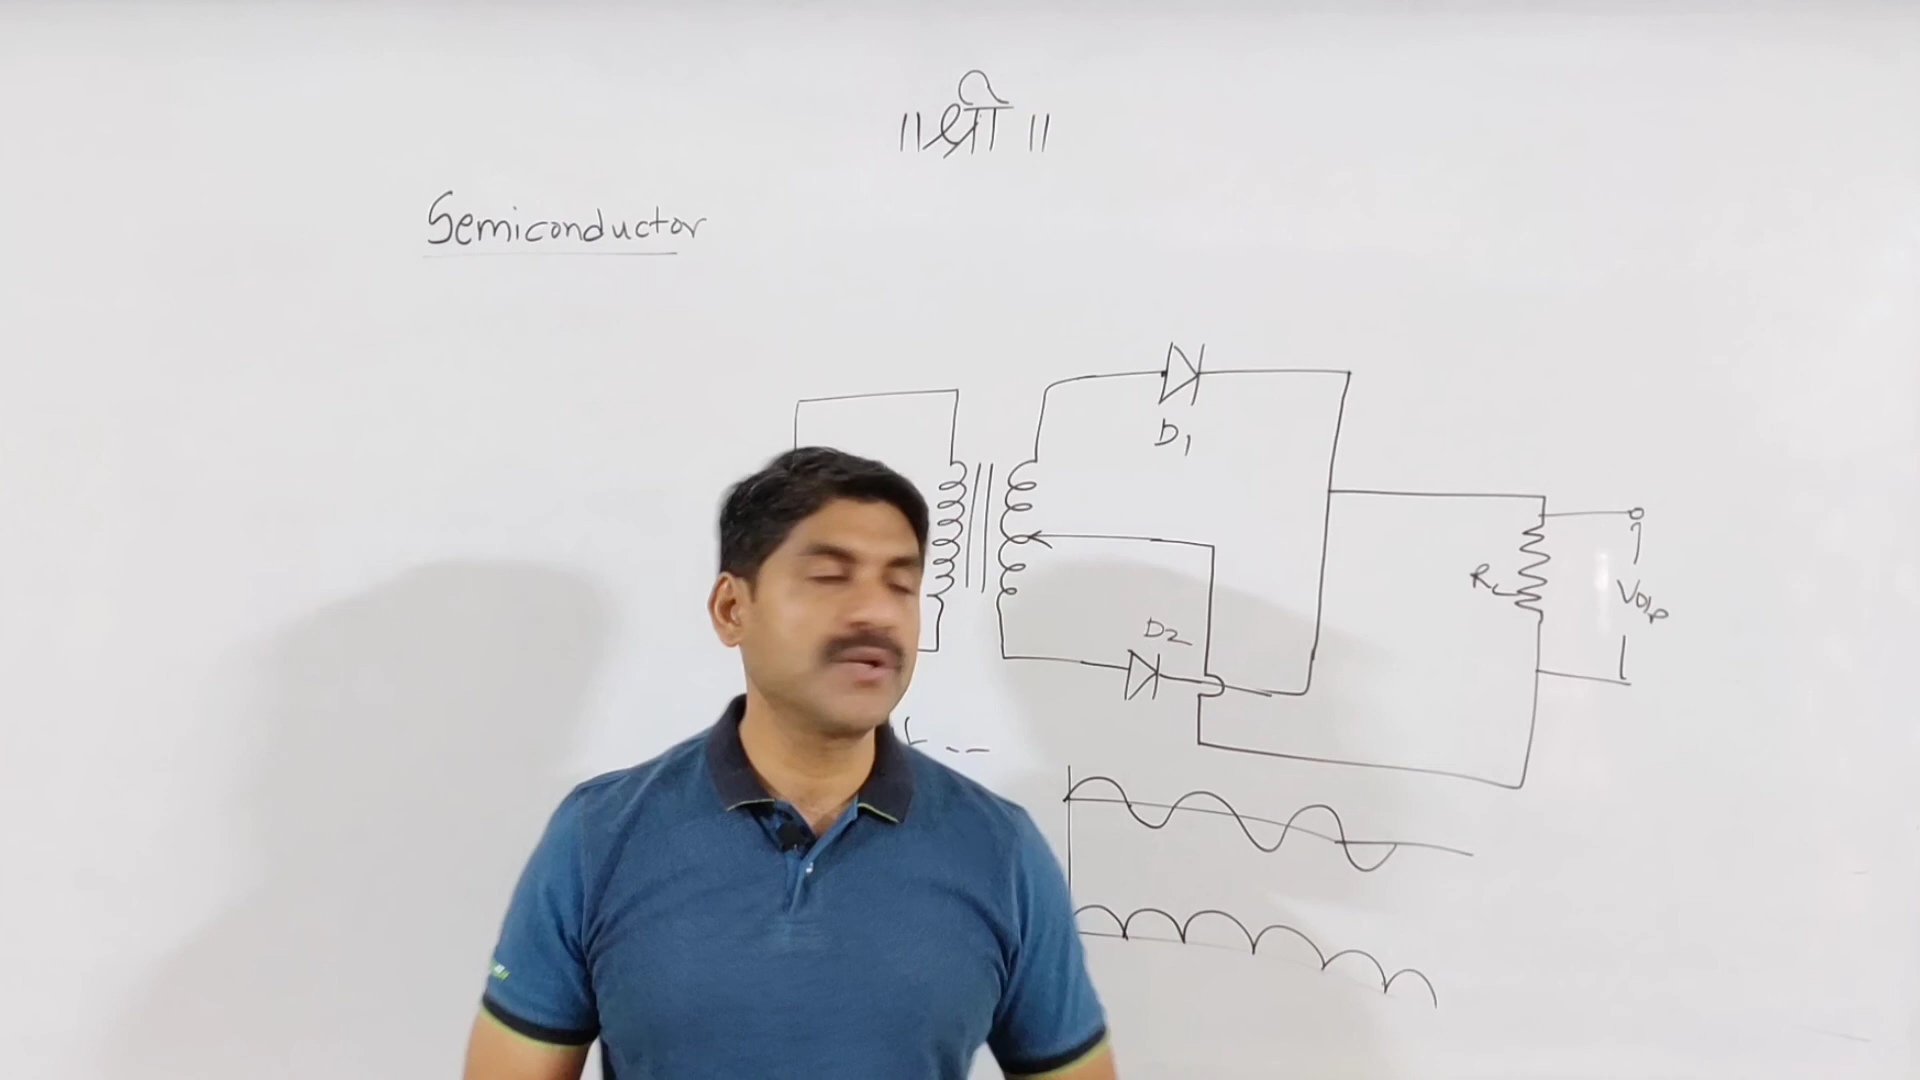 ॥ श्री ॥
Semiconductor
D1
RL
Vo/p
D2